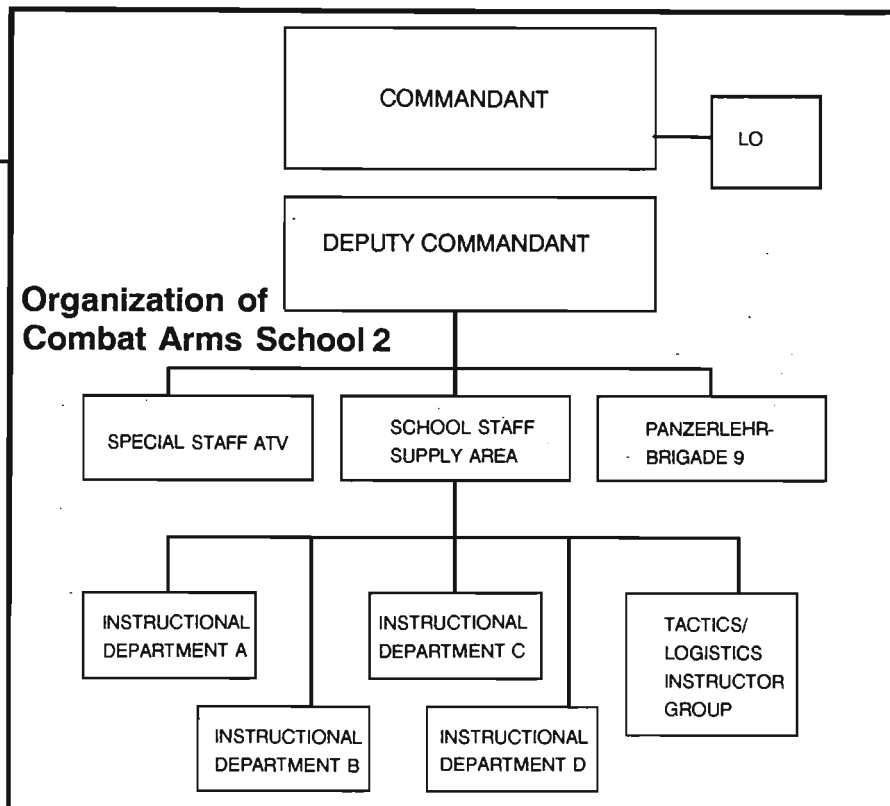 COMMANDANT
LO
DEPUTY COMMANDANT
Organization of
Combat Arms School 2
SPECIAL STAFF ATV
SCHOOL STAFF
SUPPLY AREA
PANZERLEHR-
BRIGADE 9
INSTRUCTIONAL
DEPARTMENT A
INSTRUCTIONAL
DEPARTMENT B
INSTRUCTIONAL
DEPARTMENT C
INSTRUCTIONAL
DEPARTMENT D
TACTICS/
LOGISTICS
INSTRUCTOR
GROUP